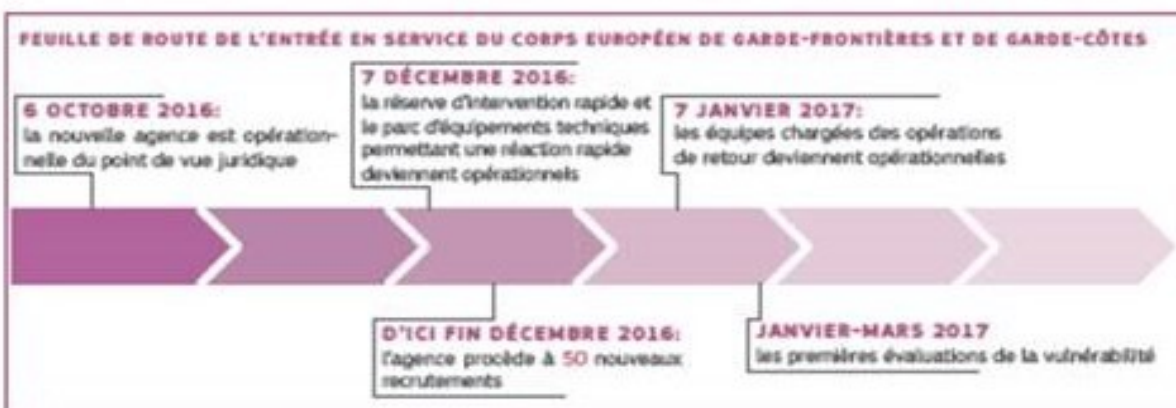 FEUILLE DE ROUTE DE L'ENTRÉE EN SERVICE DU CORPS EUROPÉEN DE GARDE-FRONTIÈRES ET DE GARDE-CÔTES
6 OCTOBRE 2016:
la nouvelle agence est opération-
nelle du point de vue juridique
7 DÉCEMBRE 2016:
la réserve d'intervention rapide et
le parc d'équipements techniques
permettant une réaction rapide
deviennent opérationnels
7 JANVIER 2017:
les équipes chargées des opérations
de retour deviennent opérationnelles
D'ICI FIN DÉCEMBRE 2016:
l'agence procède à 50 nouveaux
recrutements
JANVIER-MARS 2017
les premières évaluations de la vulnérabilité